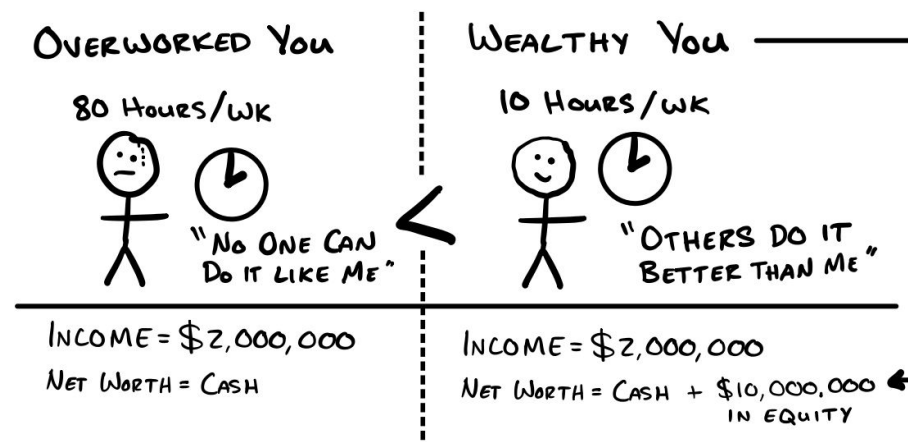 Overworked You
80 Hours/wk
"No One Can
Do it like me"
Income = $2,000,000
Net Worth = Cash
Wealthy You
10 Hours/wk
<
"Others do it
better than me"
Income = $2,000,000
Net Worth = Cash + $10,000,000
in equity